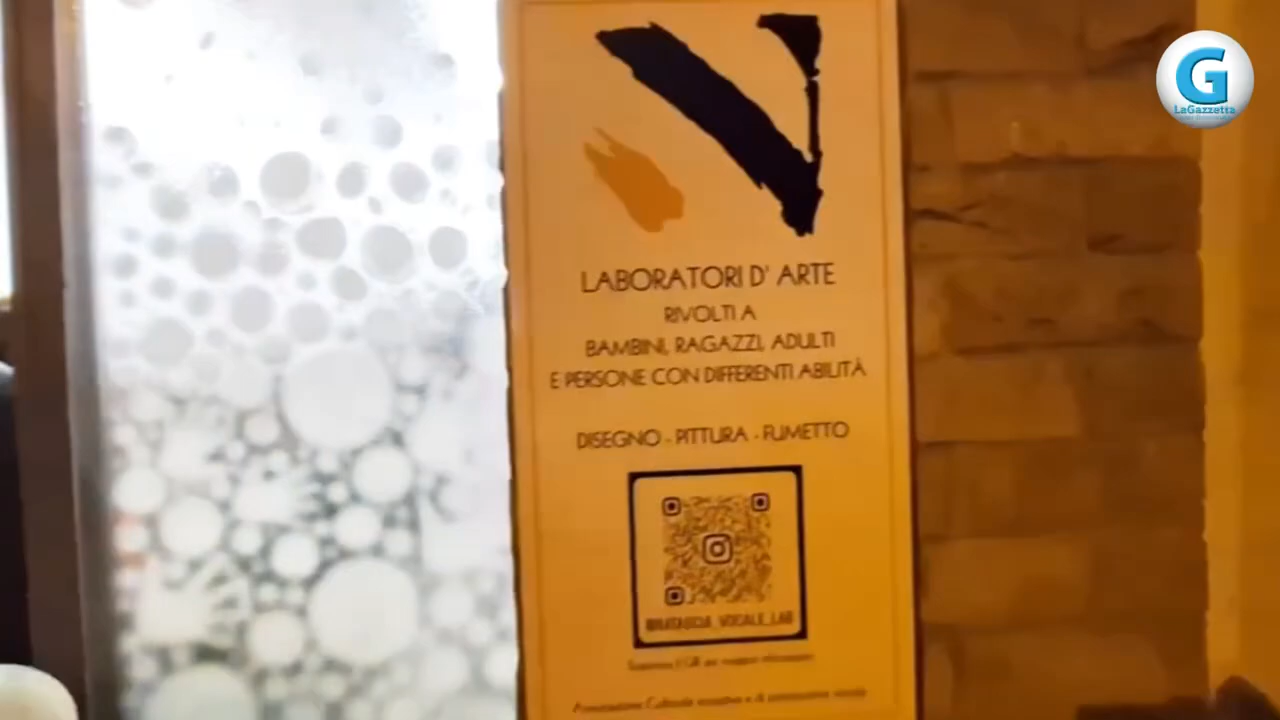 G
LaGazzetta
LABORATORI D' ARTE
RIVOLTI A
BAMBINI, RAGAZZI, ADULTI
E PERSONE CON DIFFERENTI ABILITÀ
DISEGNO - PITTURA - FUMETTO